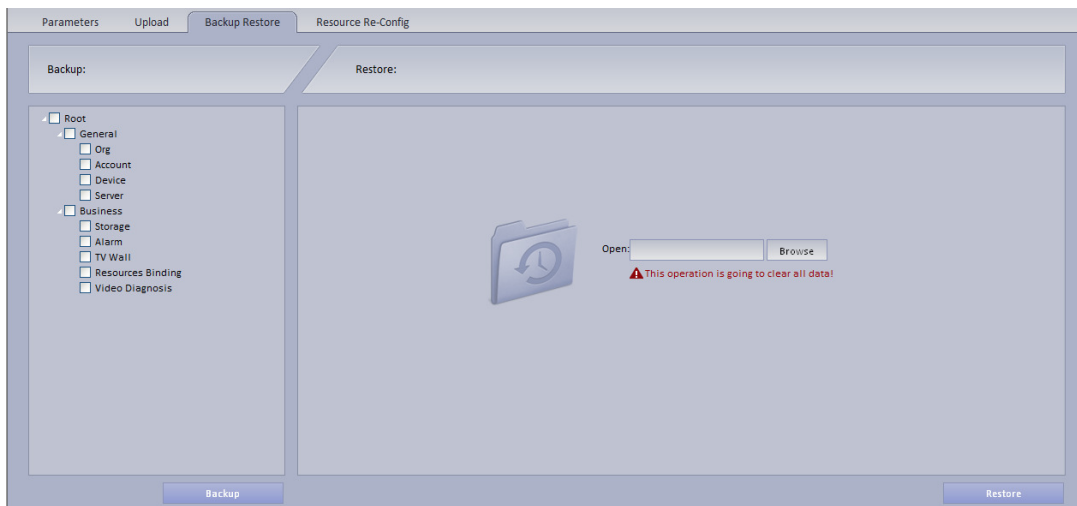 Parameters Upload Backup Restore Resource Re-Config
Backup: Restore:
Root
General
Org
Account
Device
Server
Business
Storage
Alarm
TV Wall
Resources Binding
Video Diagnosis
Open: Browse
This operation is going to clear all data!
Backup Restore